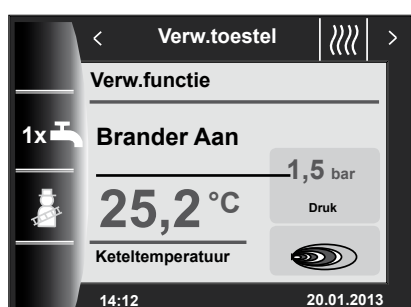 < Verw.toestel >
Verw.functie
1x
Brander Aan
1,5 bar
25,2 °C
Druk
Keteltemperatuur
14:12 20.01.2013